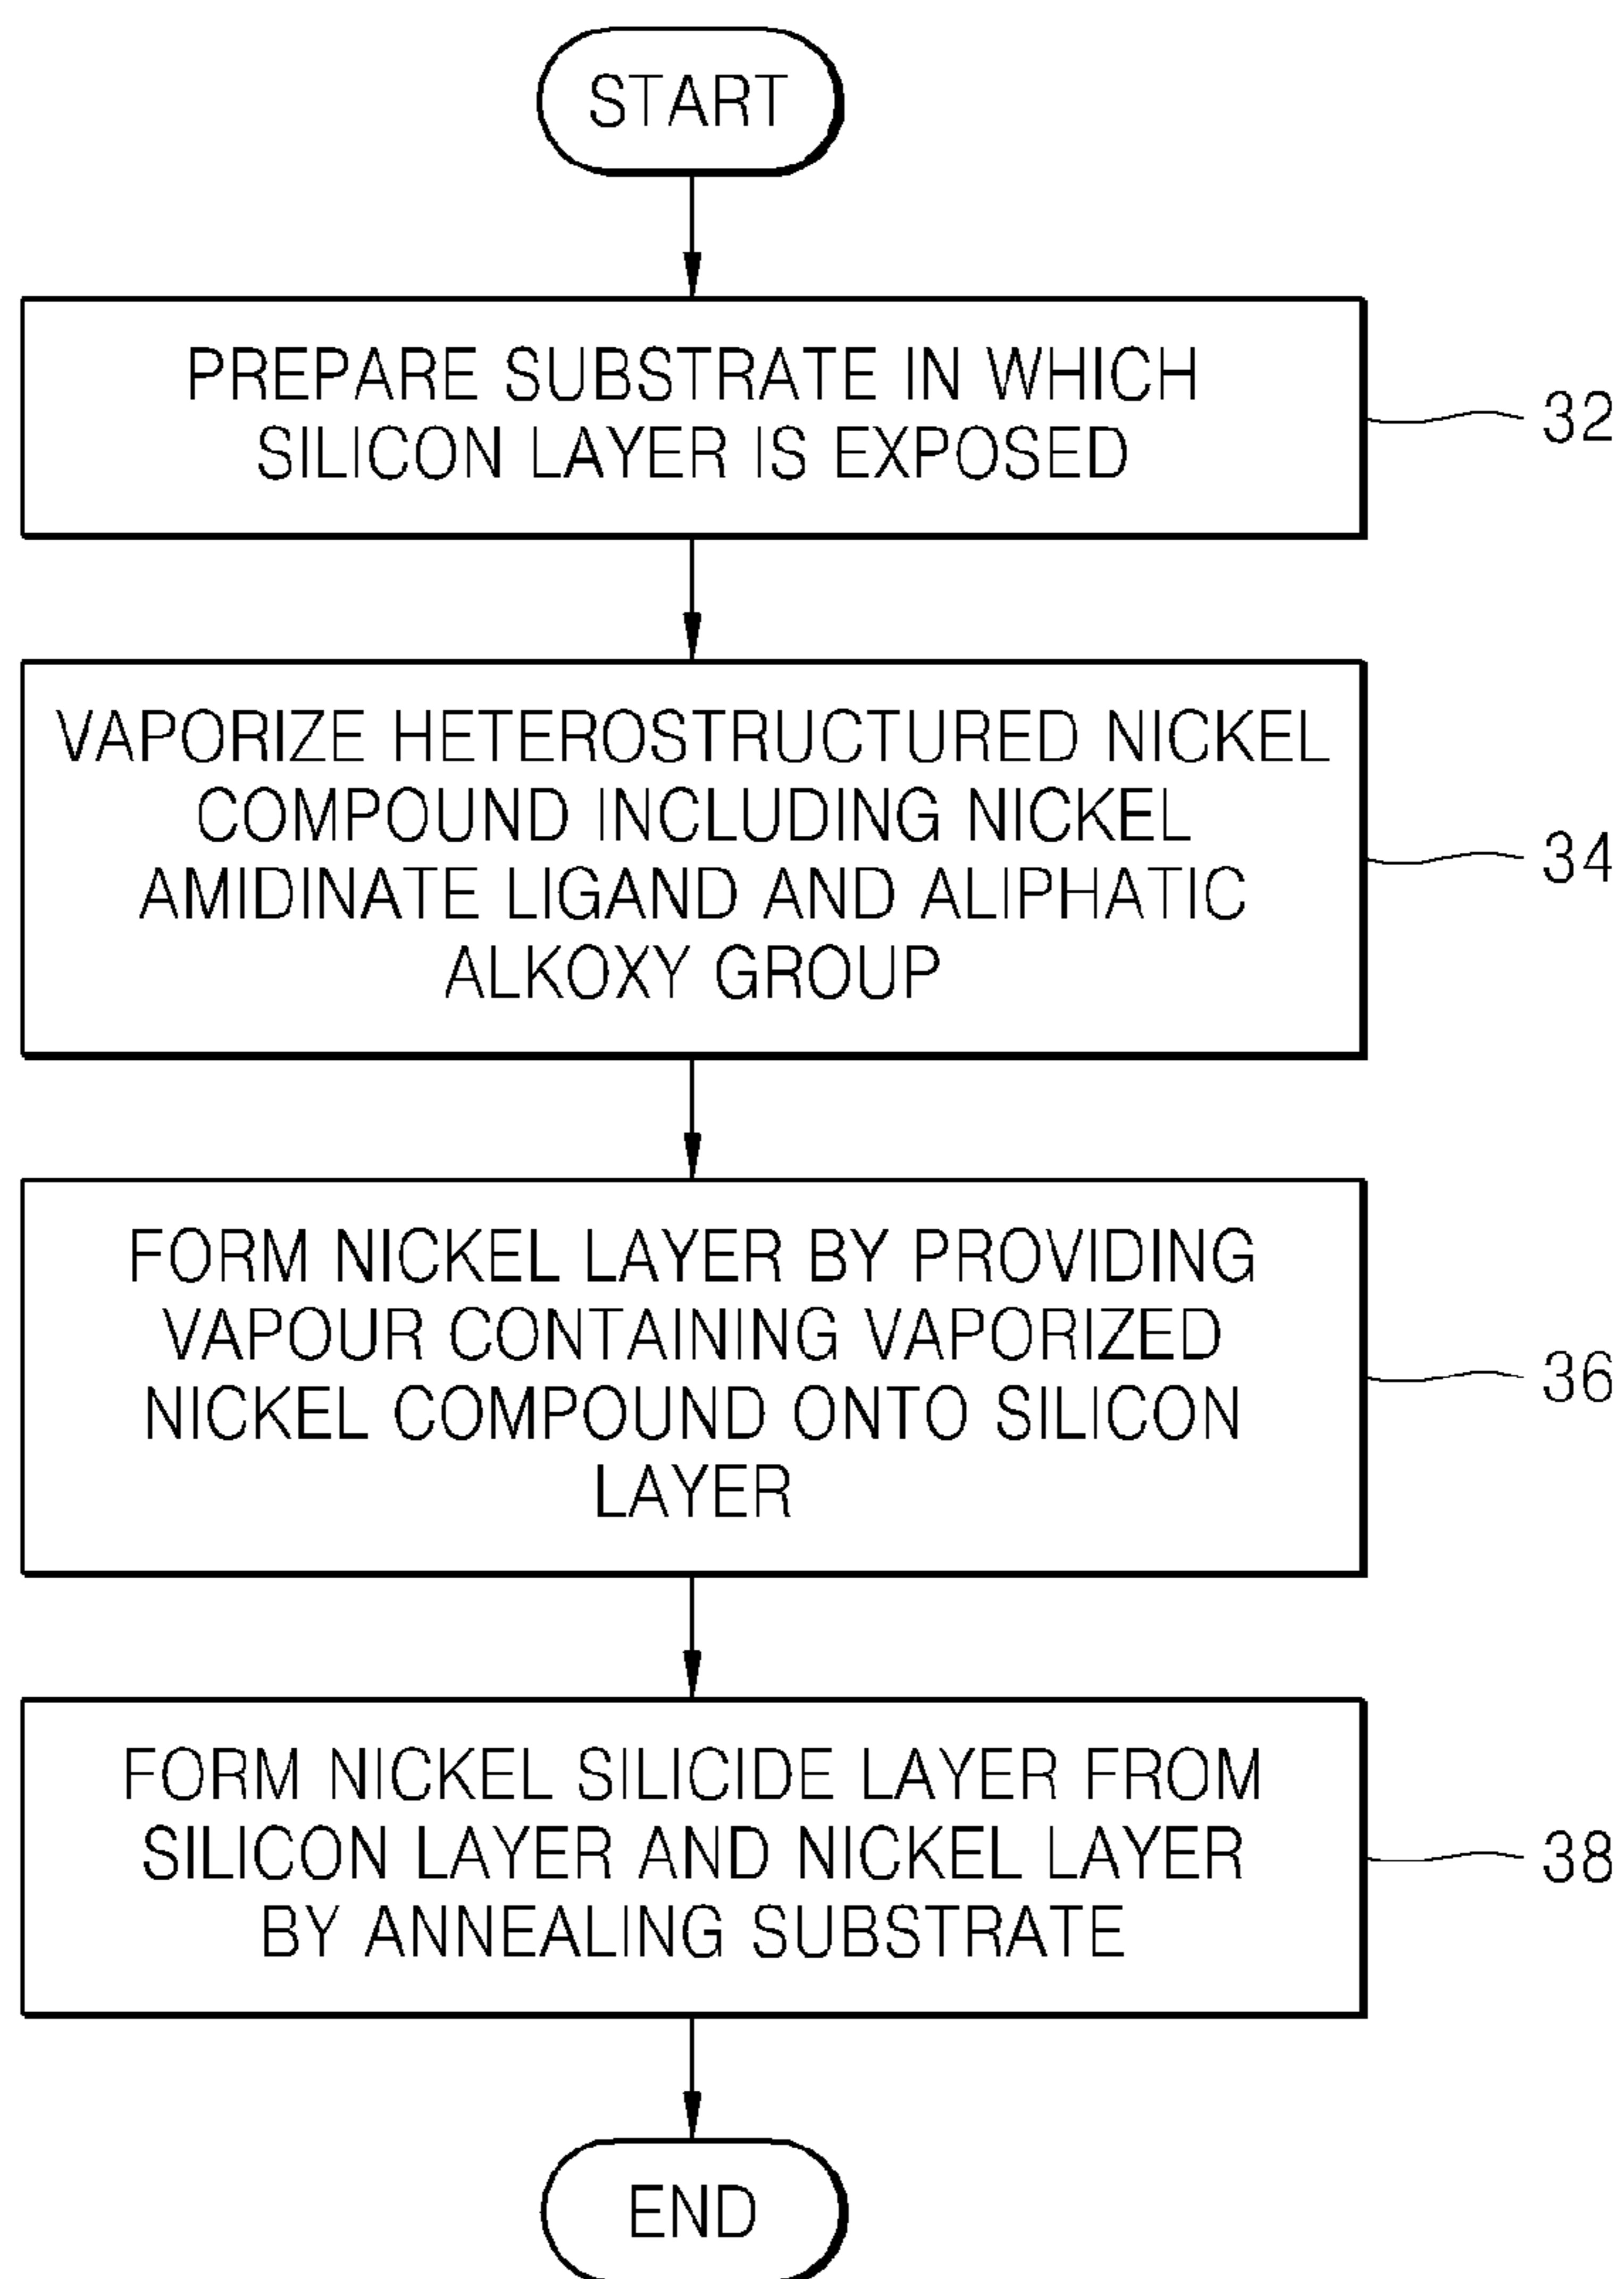 START
PREPARE SUBSTRATE IN WHICH
SILICON LAYER IS EXPOSED
32
VAPORIZE HETEROSTRUCTURED NICKEL
COMPOUND INCLUDING NICKEL
AMIDINATE LIGAND AND ALIPHATIC
ALKOXY GROUP
34
FORM NICKEL LAYER BY PROVIDING
VAPOUR CONTAINING VAPORIZED
NICKEL COMPOUND ONTO SILICON
LAYER
36
FORM NICKEL SILICIDE LAYER FROM
SILICON LAYER AND NICKEL LAYER
BY ANNEALING SUBSTRATE
38
END